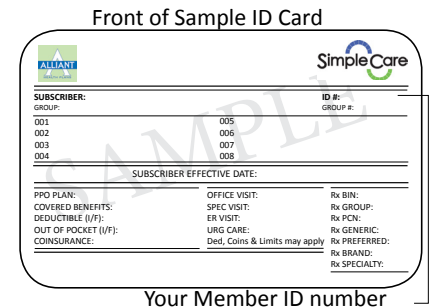 Front of Sample ID Card
ALLIANT
SimpleCare
SUBSCRIBER: ID #:
GROUP: GROUP #:
001 005
002 006
003 007
004 008
SAMPLE
SUBSCRIBER EFFECTIVE DATE:
PPO PLAN: OFFICE VISIT: Rx BIN:
COVERED BENEFITS: SPEC VISIT: Rx GROUP:
DEDUCTIBLE (I/F): ER VISIT: Rx PCN:
OUT OF POCKET (I/F): URG CARE: Rx GENERIC:
COINSURANCE: Ded, Coins & Limits may apply Rx PREFERRED:
Rx BRAND:
Rx SPECIALTY:
Your Member ID number